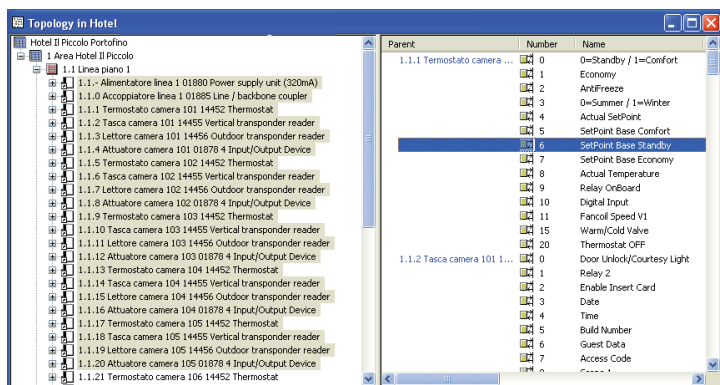 Topology in Hotel
Hotel Il Piccolo Portofino
1 Area Hotel Il Piccolo
1.1 Linea piano 1
1.1.- Alimentatore linea 1 01880 Power supply unit (320mA)
1.1.0 Accoppiatore linea 1 01885 Line / backbone coupler
1.1.1 Termostato camera 101 14452 Thermostat
1.1.2 Tasca camera 101 14455 Vertical transponder reader
1.1.3 Lettore camera 101 14456 Outdoor transponder reader
1.1.4 Attuatore camera 101 01878 4 Input/Output Device
1.1.5 Termostato camera 102 14452 Thermostat
1.1.6 Tasca camera 102 14455 Vertical transponder reader
1.1.7 Lettore camera 102 14456 Outdoor transponder reader
1.1.8 Attuatore camera 102 01878 4 Input/Output Device
1.1.9 Termostato camera 103 14452 Thermostat
1.1.10 Tasca camera 103 14455 Vertical transponder reader
1.1.11 Lettore camera 103 14456 Outdoor transponder reader
1.1.12 Attuatore camera 103 01878 4 Input/Output Device
1.1.13 Termostato camera 104 14452 Thermostat
1.1.14 Tasca camera 104 14455 Vertical transponder reader
1.1.15 Lettore camera 104 14456 Outdoor transponder reader
1.1.16 Attuatore camera 104 01878 4 Input/Output Device
1.1.17 Termostato camera 105 14452 Thermostat
1.1.18 Tasca camera 105 14455 Vertical transponder reader
1.1.19 Lettore camera 105 14456 Outdoor transponder reader
1.1.20 Attuatore camera 105 01878 4 Input/Output Device
1.1.21 Termostato camera 106 14452 Thermostat
Parent Number Name
1.1.1 Termostato camera ... 0 0=Standby / 1=Comfort
1 Economy
2 AntiFreeze
3 0=Summer / 1=Winter
4 Actual SetPoint
5 SetPoint Base Comfort
6 SetPoint Base Standby
7 SetPoint Base Economy
8 Actual Temperature
9 Relay OnBoard
10 Digital Input
11 Fancoil Speed V1
15 Warm/Cold Valve
20 Thermostat OFF
1.1.2 Tasca camera 101 1... 0 Door Unlock/Courtesy Light
1 Relay 2
2 Enable Insert Card
3 Date
4 Time
5 Build Number
6 Guest Data
7 Access Code